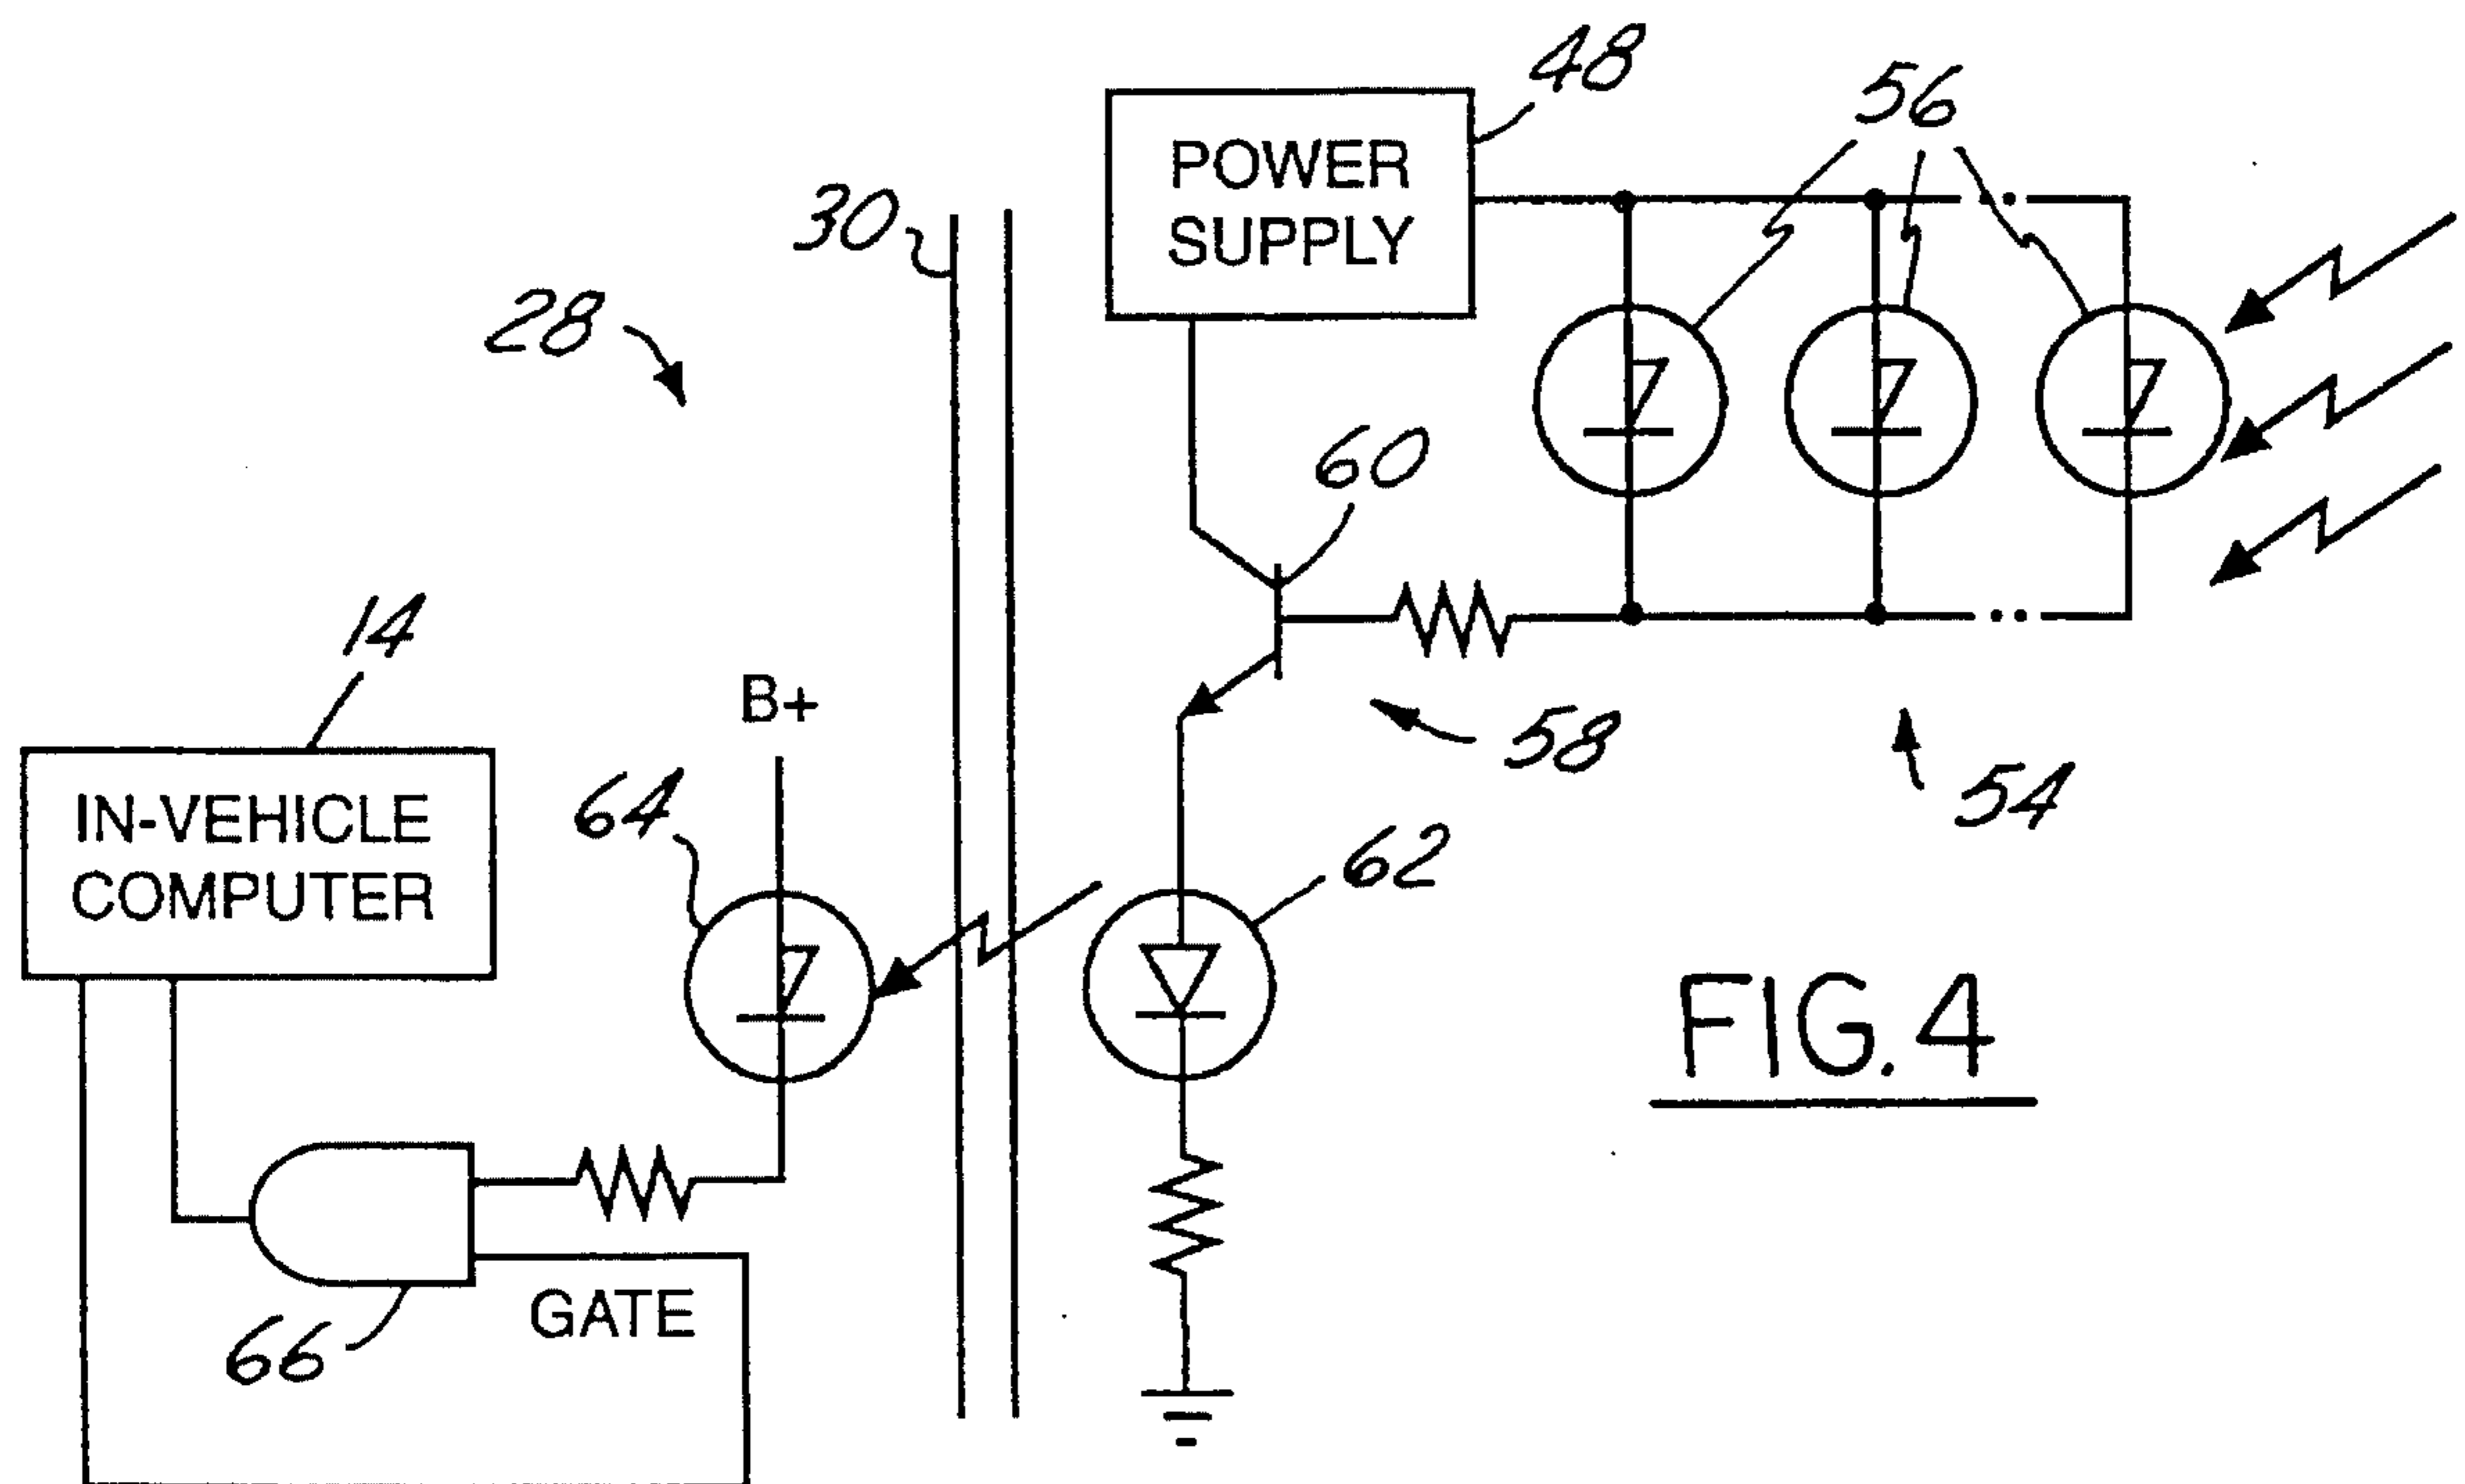 48
56
POWER
SUPPLY
30
28
60
14
B+
58
54
IN-VEHICLE
COMPUTER
64
62
FIG.4
GATE
66